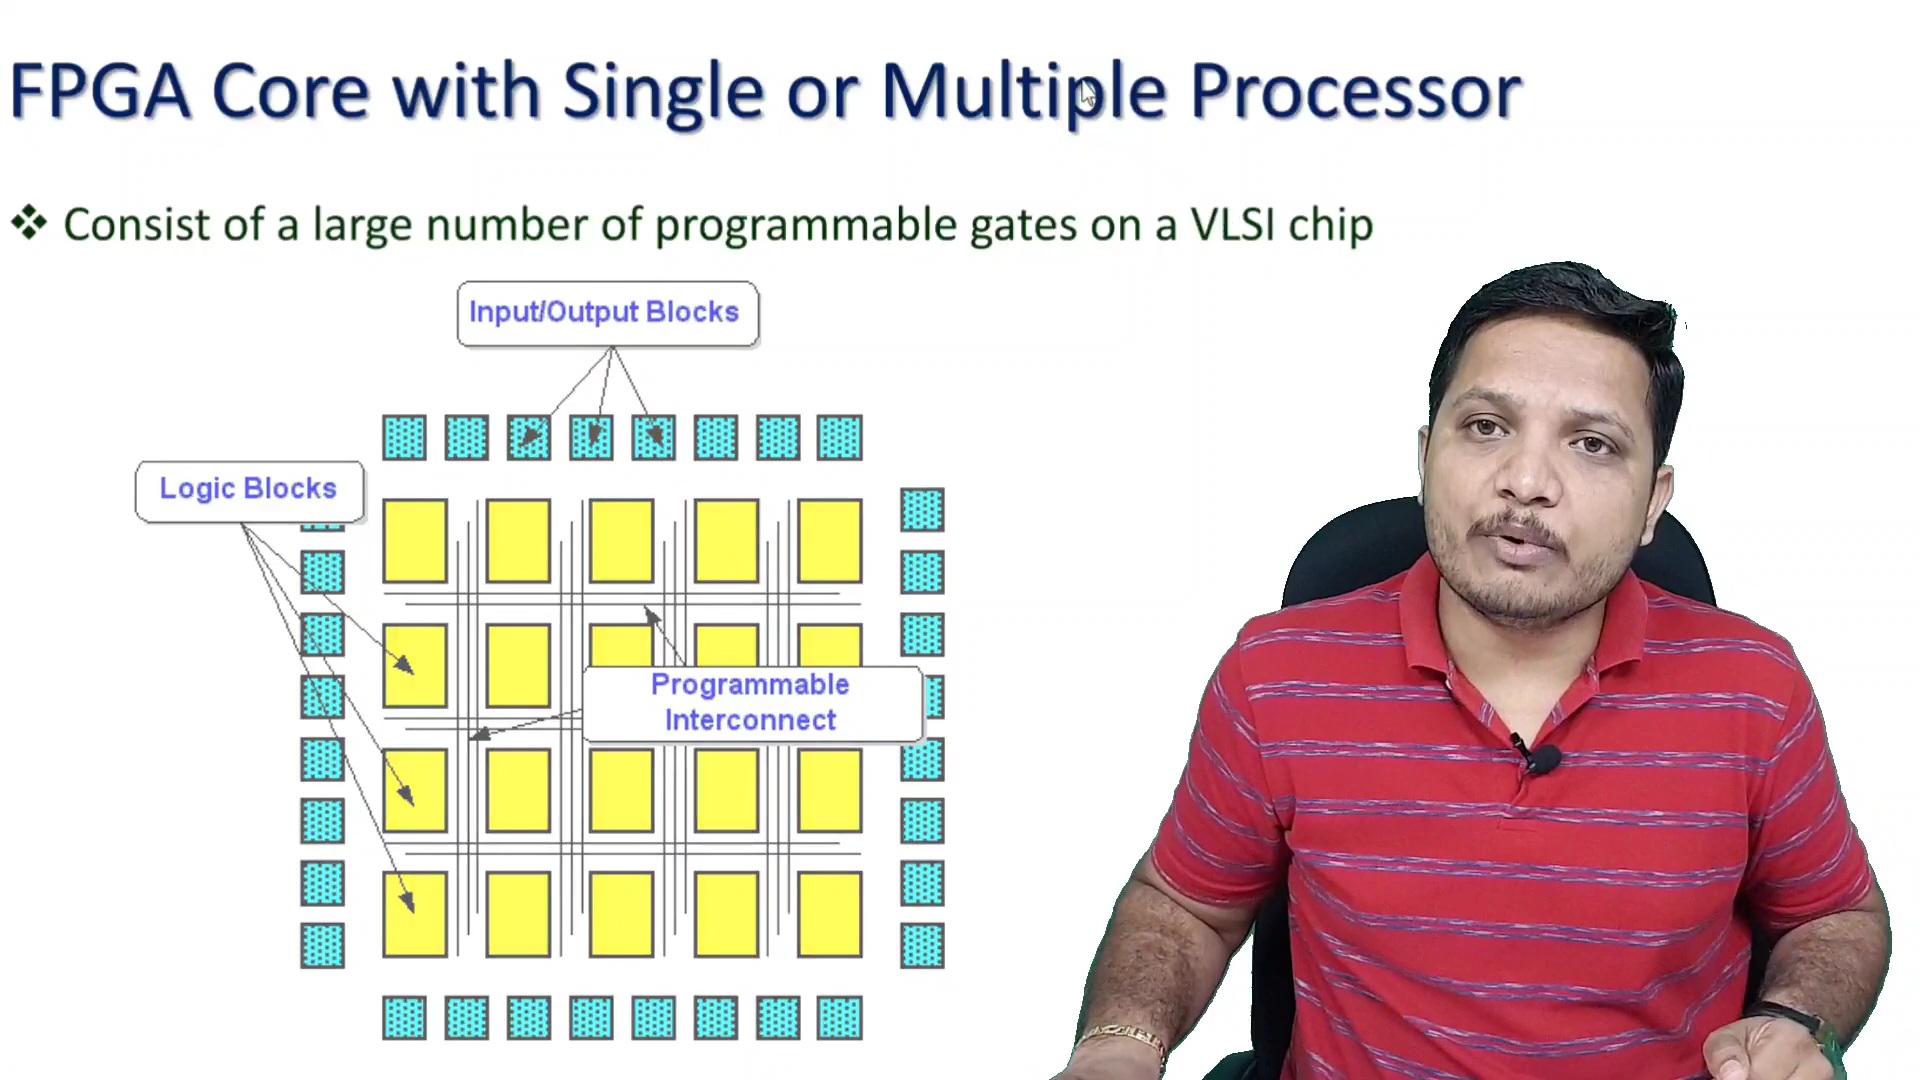 FPGA Core with Single or Multiple Processor
❖ Consist of a large number of programmable gates on a VLSI chip
Input/Output Blocks
Logic Blocks
Programmable
Interconnect